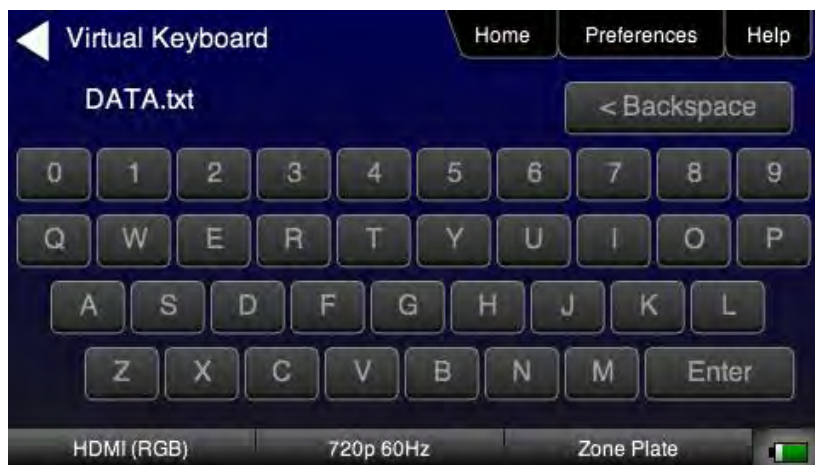 Virtual Keyboard Home Preferences Help
DATA.txt < Backspace
0 1 2 3 4 5 6 7 8 9
Q W E R T Y U I O P
A S D F G H J K L
Z X C V B N M Enter
HDMI (RGB) 720p 60Hz Zone Plate